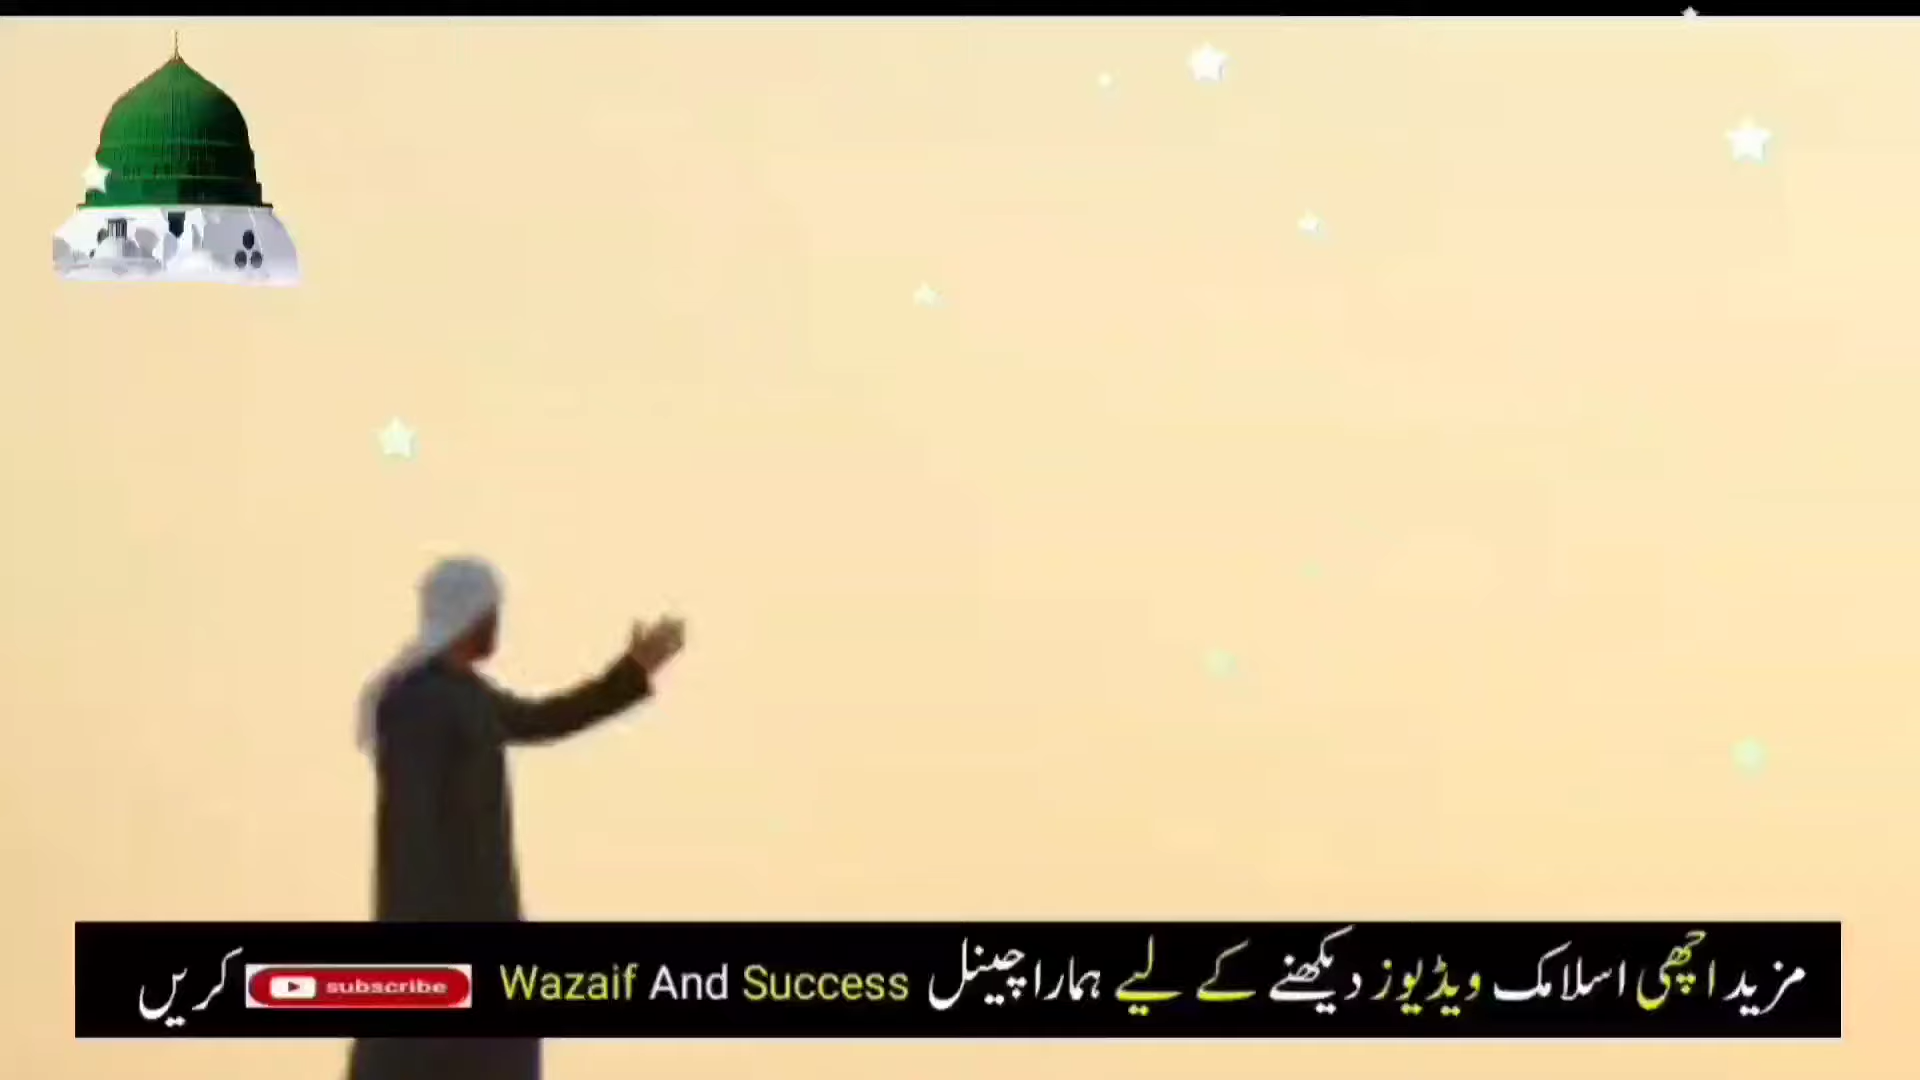 مزید اچھی اسلامک ویڈیوز دیکھنے کے لیے ہمارا چینل Wazaif And Success subscribe کریں